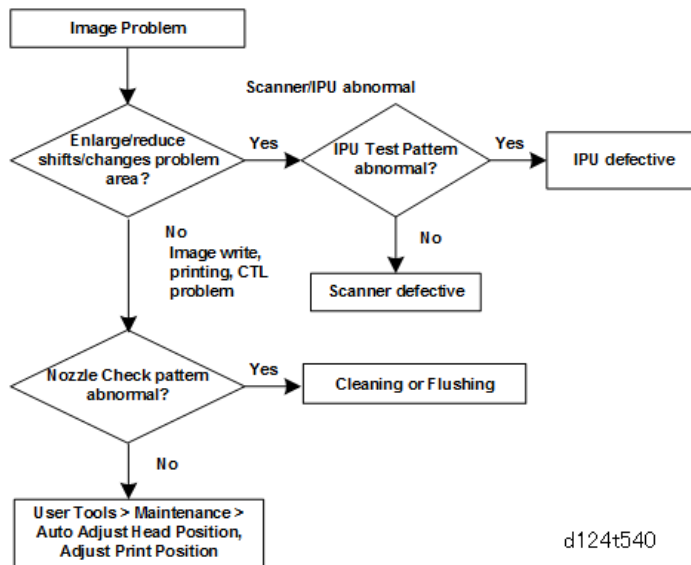 Image Problem
Scanner/IPU abnormal
Enlarge/reduce
shifts/changes problem
area?
Yes
IPU Test Pattern
abnormal?
Yes
IPU defective
No
Image write,
printing, CTL
problem
No
Scanner defective
Nozzle Check pattern
abnormal?
Yes
Cleaning or Flushing
No
User Tools > Maintenance >
Auto Adjust Head Position,
Adjust Print Position
d124t540